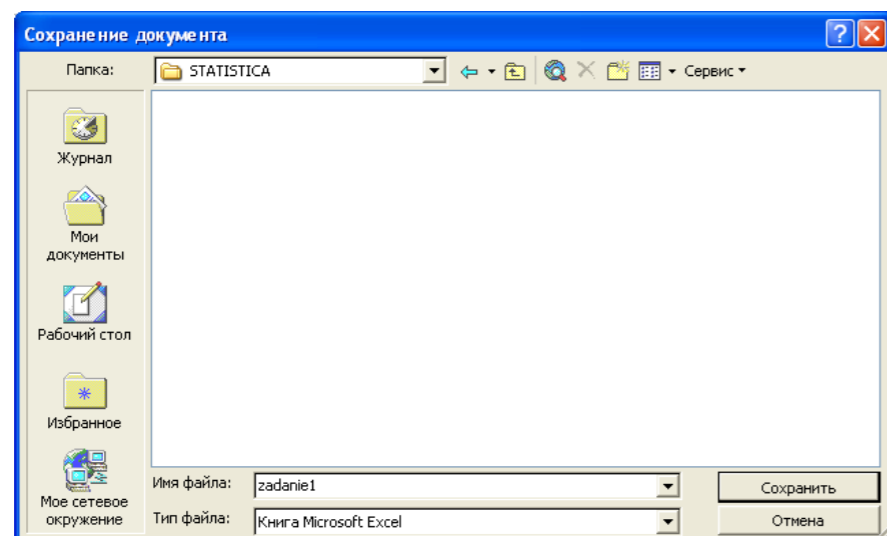 Сохранение документа
Папка:
STATISTICA
Сервис
Журнал
Мои
документы
Рабочий стол
Избранное
Мое сетевое
окружение
Имя файла:
zadanie1
Сохранить
Тип файла:
Книга Microsoft Excel
Отмена